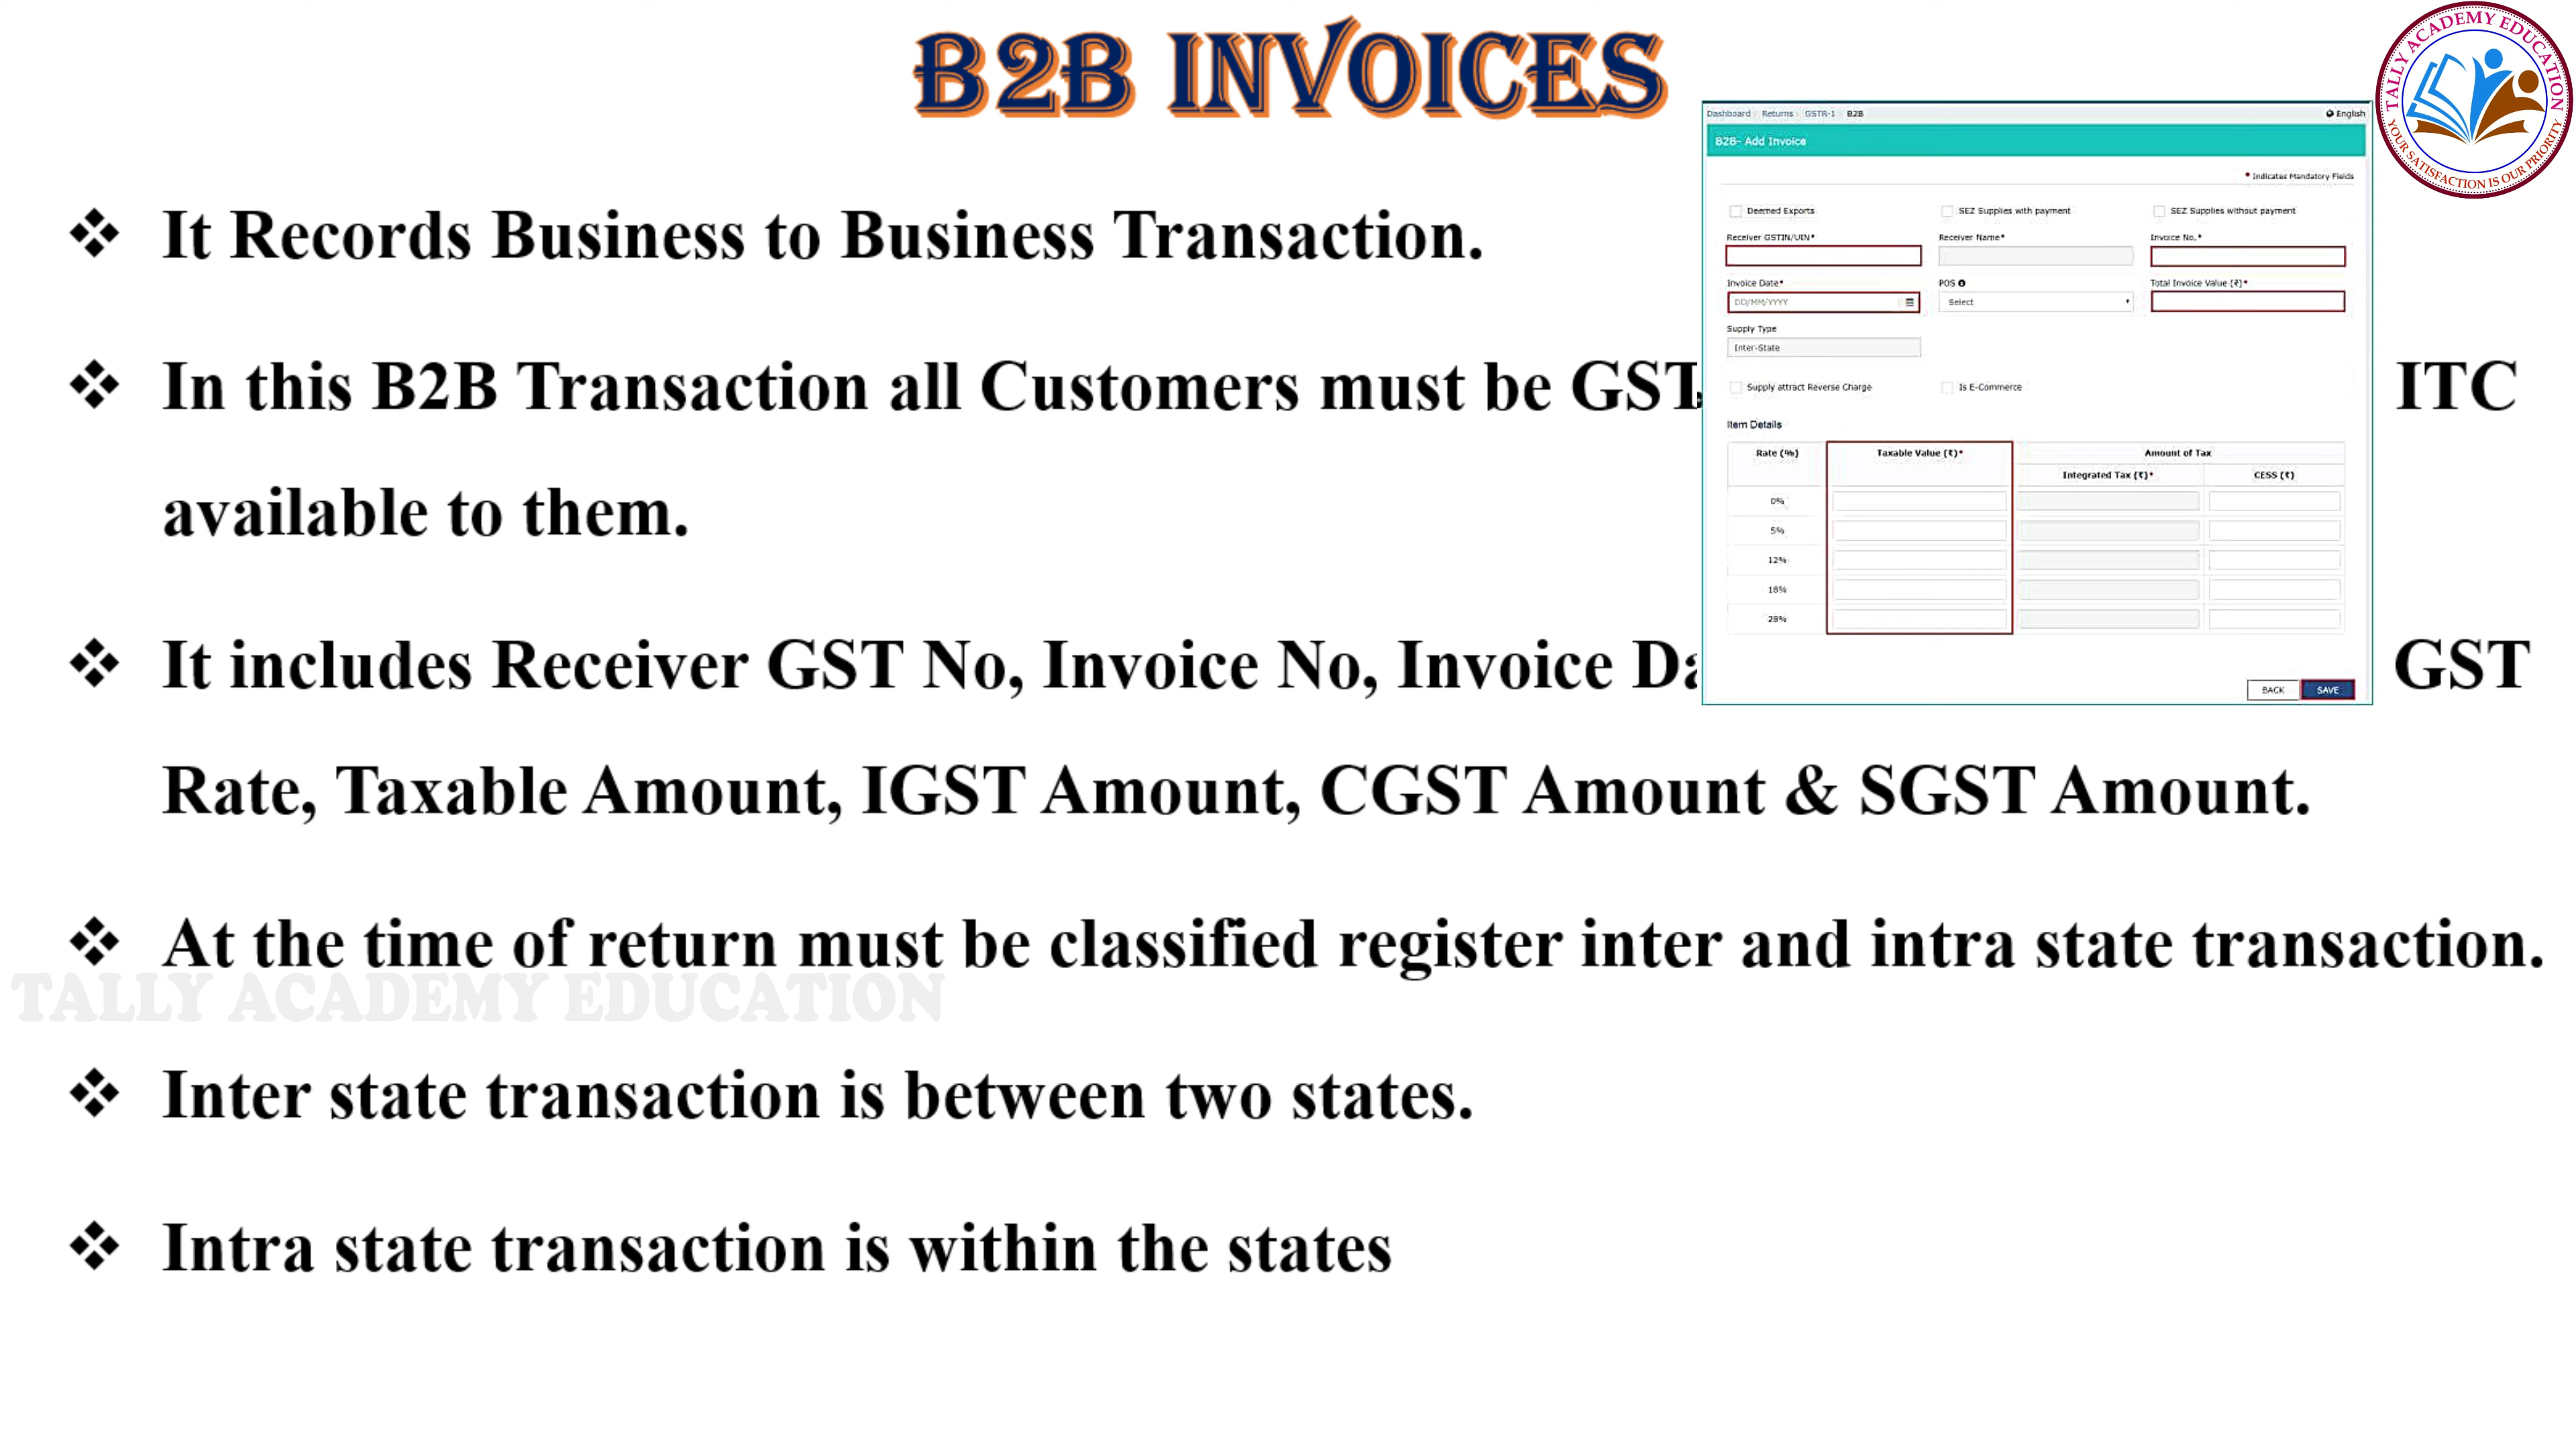 B2B INVOICES
TALLY ACADEMY EDUCATION
YOUR SATISFACTION IS OUR PRIORITY
❖ It Records Business to Business Transaction.
❖ In this B2B Transaction all Customers must be GST ITC
available to them.
❖ It includes Receiver GST No, Invoice No, Invoice GST
Rate, Taxable Amount, IGST Amount, CGST Amount & SGST Amount.
❖ At the time of return must be classified register inter and intra state transaction.
TALLY ACADEMY EDUCATION
❖ Inter state transaction is between two states.
❖ Intra state transaction is within the states
Dashboard / Returns / GSTR-1 / B2B English
B2B- Add Invoice
• Indicates Mandatory Fields
Deemed Exports SEZ Supplies with payment SEZ Supplies without payment
Receiver GSTIN/UIN• Receiver Name• Invoice No.•
Invoice Date• POS Total Invoice Value (₹)•
DD/MM/YYYY Select
Supply Type
Inter-State
Supply attract Reverse Charge Is E-Commerce
Item Details
Rate (%) Taxable Value (₹)• Amount of Tax
Integrated Tax (₹)• CESS (₹)
0%
5%
12%
18%
28%
BACK SAVE